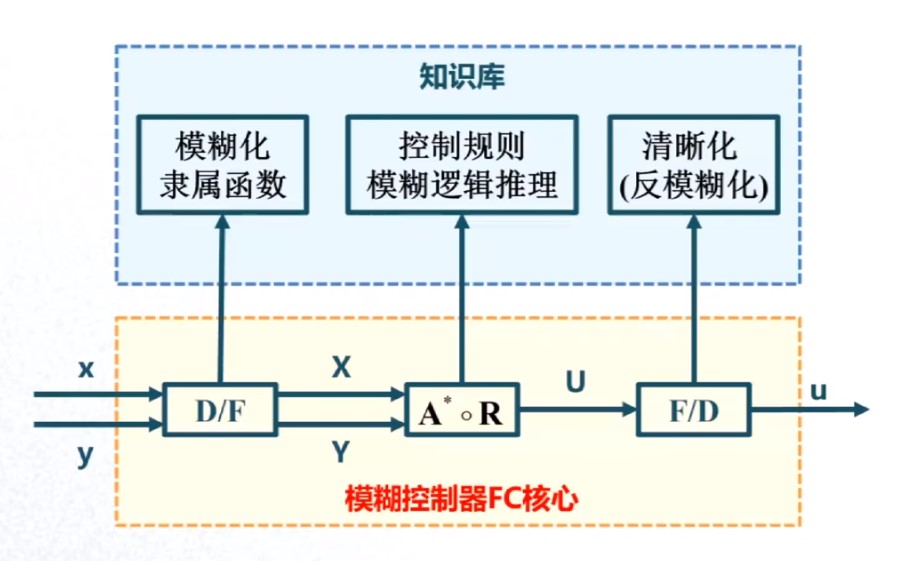 知识库
模糊化
隶属函数
控制规则
模糊逻辑推理
清晰化
(反模糊化)
x
y
D/F
X
Y
A*∘R
U
F/D
u
模糊控制器FC核心